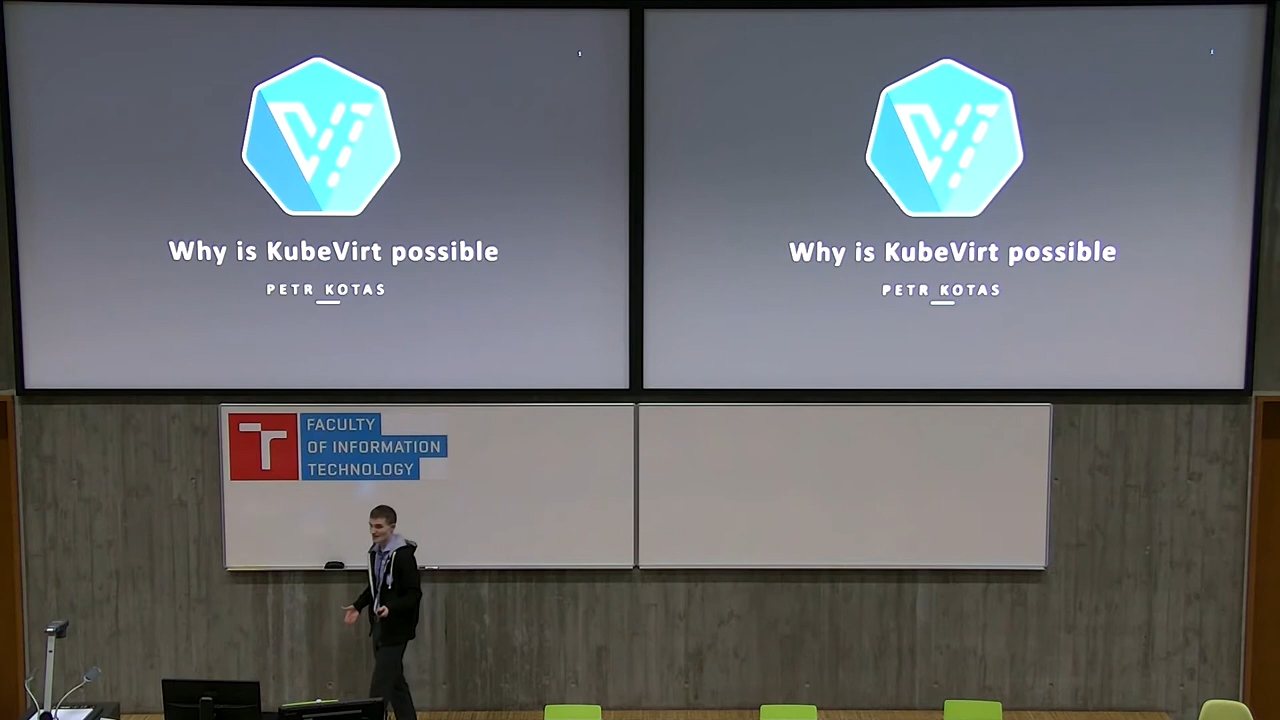 Why is KubeVirt possible
PETR KOTAS
Why is KubeVirt possible
PETR KOTAS
FACULTY
OF INFORMATION
TECHNOLOGY